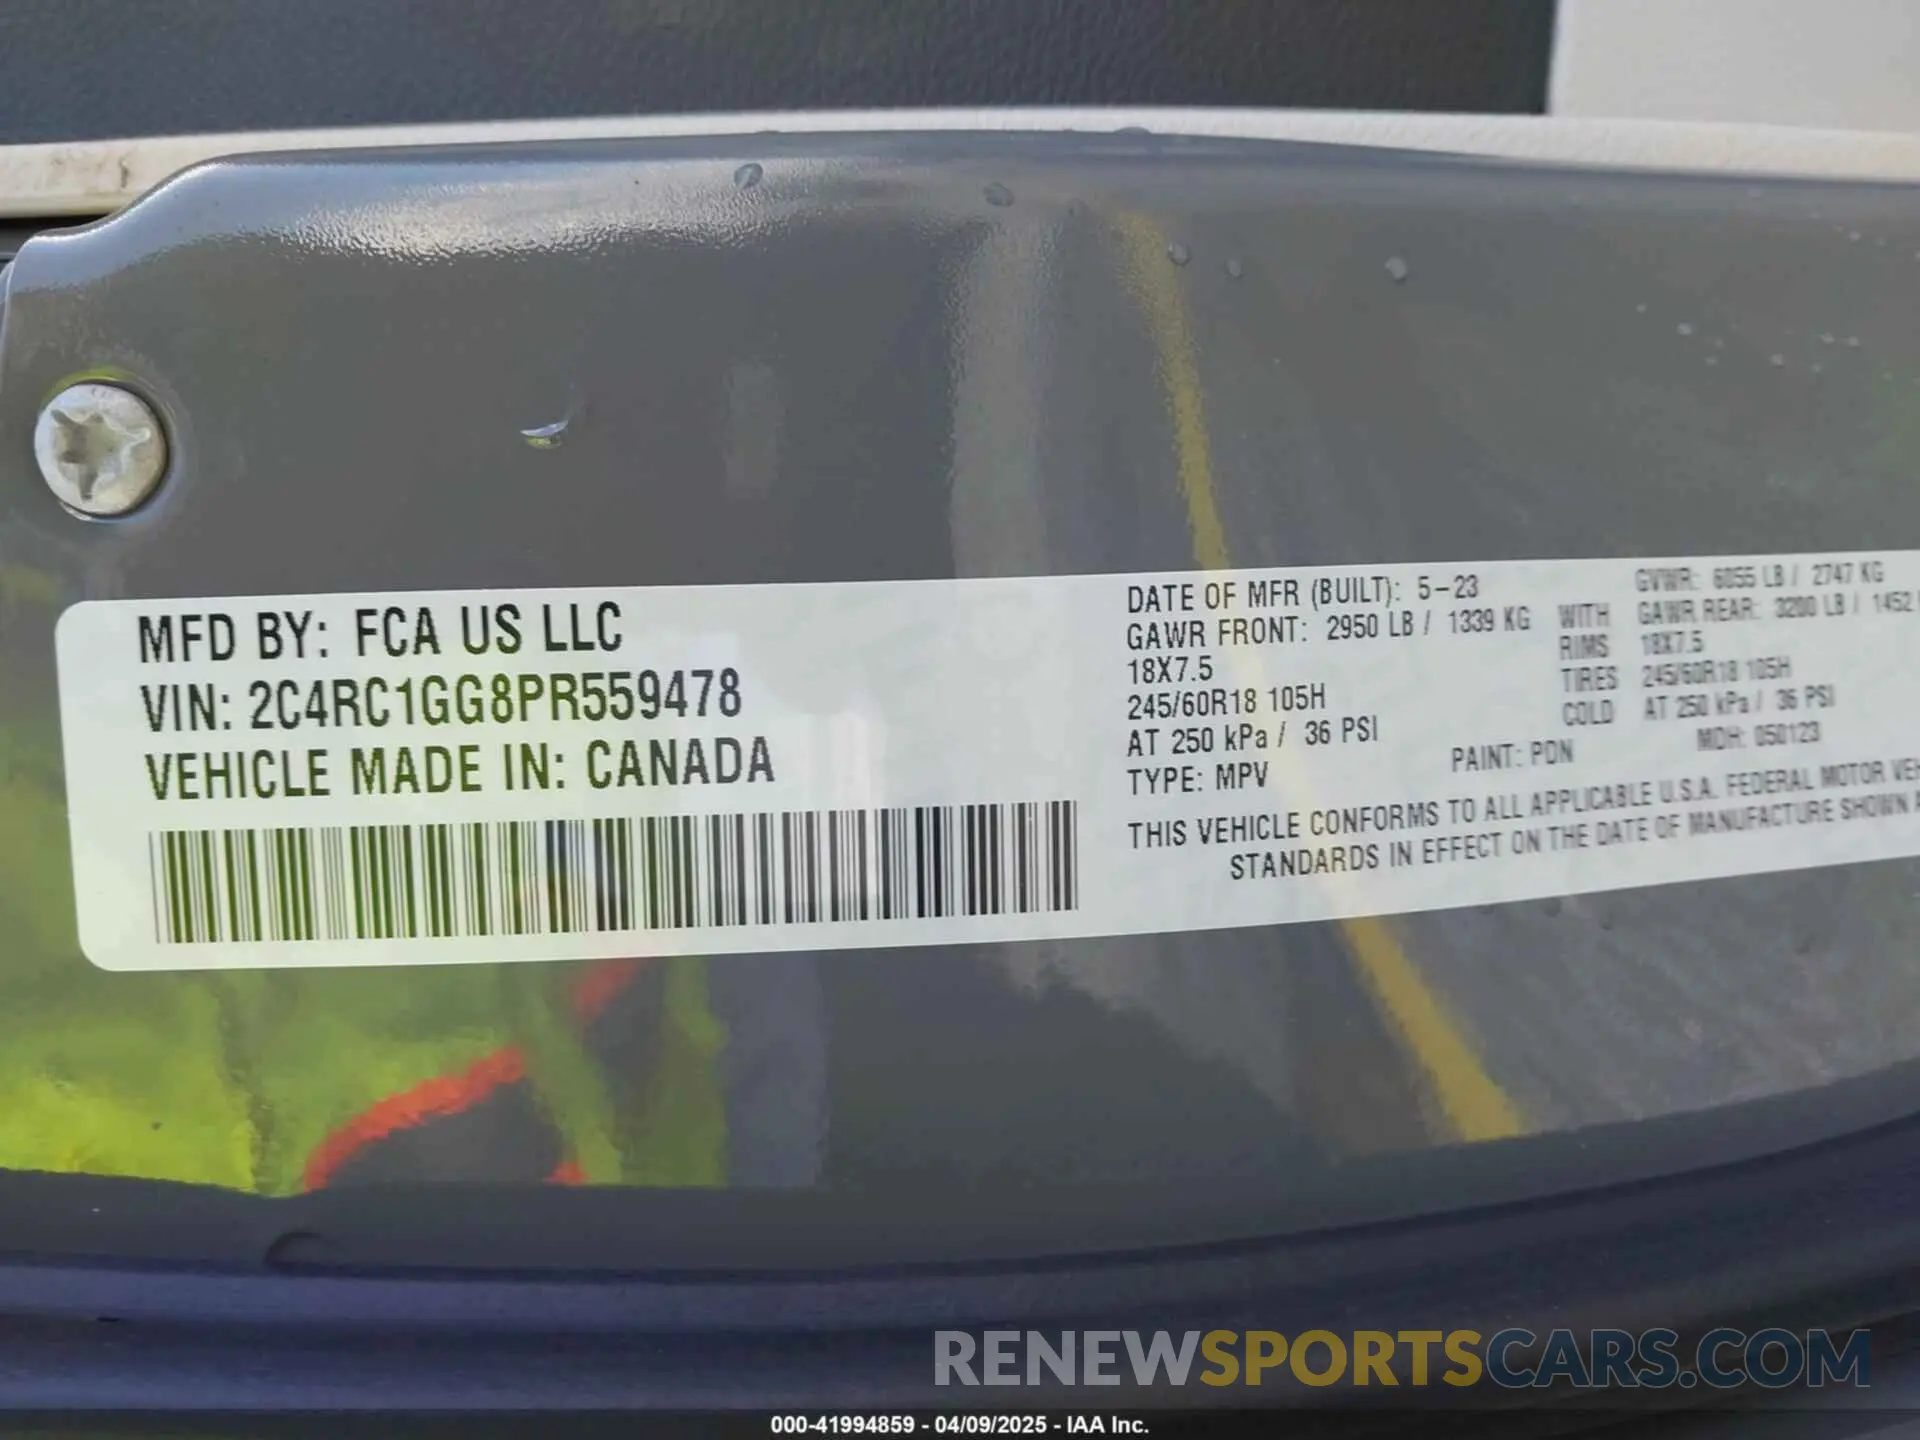 MFD BY: FCA US LLC
VIN: 2C4RC1GG8PR559478
VEHICLE MADE IN: CANADA
DATE OF MFR (BUILT): 5-23
GVWR: 6055 LB / 2747 KG
GAWR FRONT: 2950 LB / 1339 KG WITH GAWR REAR: 3200 LB / 1452
18X7.5 RIMS 18X7.5
245/60R18 105H TIRES 245/60R18 105H
AT 250 kPa / 36 PSI COLD AT 250 kPa / 36 PSI
TYPE: MPV PAINT: PDN MDH: 050123
THIS VEHICLE CONFORMS TO ALL APPLICABLE U.S.A. FEDERAL MOTOR VEH
STANDARDS IN EFFECT ON THE DATE OF MANUFACTURE SHOWN A
RENEWSPORTSCARS.COM
000-41994859 - 04/09/2025 - IAA Inc.